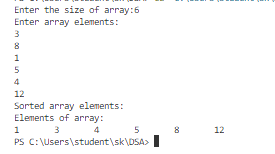 Enter the size of array:6
Enter array elements:
3
8
1
5
4
12
Sorted array elements:
Elements of array:
1 3 4 5 8 12
PS C:\Users\student\sk\DSA>